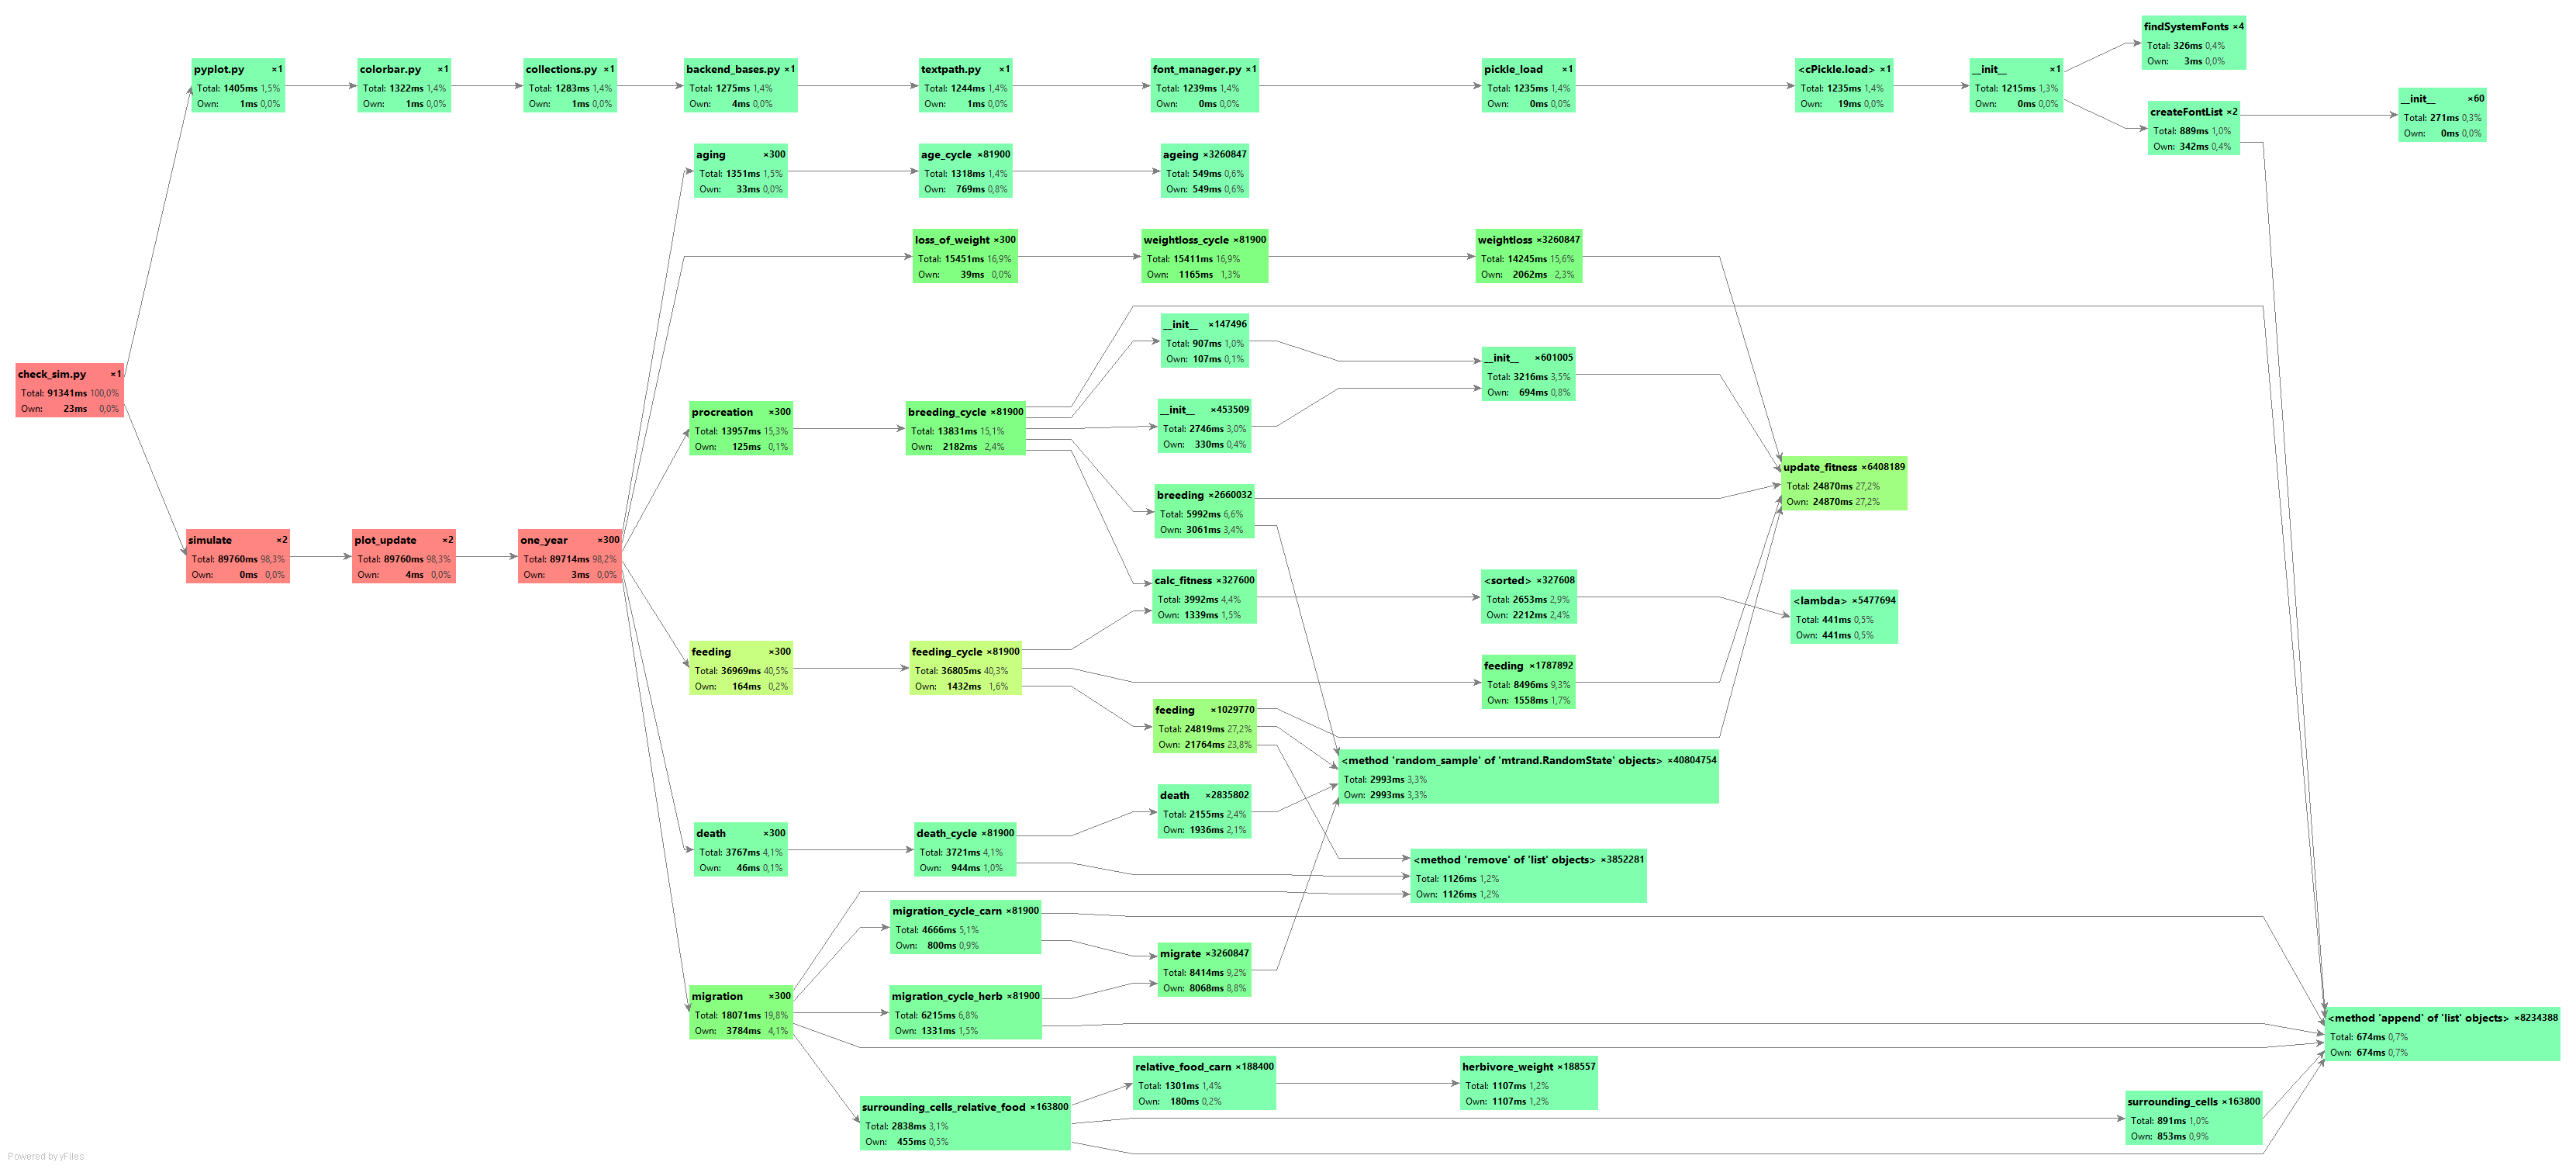 findSystemFonts ×4
Total: 326ms 0,4%
Own: 3ms 0,0%
pyplot.py ×1
Total: 1405ms 1,5%
Own: 1ms 0,0%
colorbar.py ×1
Total: 1322ms 1,4%
Own: 1ms 0,0%
collections.py ×1
Total: 1283ms 1,4%
Own: 1ms 0,0%
backend_bases.py ×1
Total: 1275ms 1,4%
Own: 4ms 0,0%
textpath.py ×1
Total: 1244ms 1,4%
Own: 1ms 0,0%
font_manager.py ×1
Total: 1239ms 1,4%
Own: 0ms 0,0%
pickle_load ×1
Total: 1235ms 1,4%
Own: 0ms 0,0%
<cPickle.load> ×1
Total: 1235ms 1,4%
Own: 19ms 0,0%
__init__ ×1
Total: 1215ms 1,3%
Own: 0ms 0,0%
createFontList ×2
Total: 889ms 1,0%
Own: 342ms 0,4%
__init__ ×60
Total: 271ms 0,3%
Own: 0ms 0,0%
aging ×300
Total: 1351ms 1,5%
Own: 33ms 0,0%
age_cycle ×81900
Total: 1318ms 1,4%
Own: 769ms 0,8%
ageing ×3260847
Total: 549ms 0,6%
Own: 549ms 0,6%
loss_of_weight ×300
Total: 15451ms 16,9%
Own: 39ms 0,0%
weightloss_cycle ×81900
Total: 15411ms 16,9%
Own: 1165ms 1,3%
weightloss ×3260847
Total: 14245ms 15,6%
Own: 2062ms 2,3%
__init__ ×147496
Total: 907ms 1,0%
Own: 107ms 0,1%
__init__ ×601005
Total: 3216ms 3,5%
Own: 694ms 0,8%
check_sim.py ×1
Total: 91341ms 100,0%
Own: 23ms 0,0%
procreation ×300
Total: 13957ms 15,3%
Own: 125ms 0,1%
breeding_cycle ×81900
Total: 13831ms 15,1%
Own: 2182ms 2,4%
__init__ ×453509
Total: 2746ms 3,0%
Own: 330ms 0,4%
update_fitness ×6408189
Total: 24870ms 27,2%
Own: 24870ms 27,2%
breeding ×2660032
Total: 5992ms 6,6%
Own: 3061ms 3,4%
simulate ×2
Total: 89760ms 98,3%
Own: 0ms 0,0%
plot_update ×2
Total: 89760ms 98,3%
Own: 4ms 0,0%
one_year ×300
Total: 89714ms 98,2%
Own: 3ms 0,0%
calc_fitness ×327600
Total: 3992ms 4,4%
Own: 1339ms 1,5%
<sorted> ×327608
Total: 2653ms 2,9%
Own: 2212ms 2,4%
<lambda> ×5477694
Total: 441ms 0,5%
Own: 441ms 0,5%
feeding ×300
Total: 36969ms 40,5%
Own: 164ms 0,2%
feeding_cycle ×81900
Total: 36805ms 40,3%
Own: 1432ms 1,6%
feeding ×1787892
Total: 8496ms 9,3%
Own: 1558ms 1,7%
feeding ×1029770
Total: 24819ms 27,2%
Own: 21764ms 23,8%
<method 'random_sample' of 'mtrand.RandomState' objects> ×40804754
Total: 2993ms 3,3%
Own: 2993ms 3,3%
death ×2835802
Total: 2155ms 2,4%
Own: 1936ms 2,1%
death ×300
Total: 3767ms 4,1%
Own: 46ms 0,1%
death_cycle ×81900
Total: 3721ms 4,1%
Own: 944ms 1,0%
<method 'remove' of 'list' objects> ×3852281
Total: 1126ms 1,2%
Own: 1126ms 1,2%
migration_cycle_carn ×81900
Total: 4666ms 5,1%
Own: 800ms 0,9%
migrate ×3260847
Total: 8414ms 9,2%
Own: 8068ms 8,8%
migration ×300
Total: 18071ms 19,8%
Own: 3784ms 4,1%
migration_cycle_herb ×81900
Total: 6215ms 6,8%
Own: 1331ms 1,5%
<method 'append' of 'list' objects> ×8234388
Total: 674ms 0,7%
Own: 674ms 0,7%
relative_food_carn ×188400
Total: 1301ms 1,4%
Own: 180ms 0,2%
herbivore_weight ×188557
Total: 1107ms 1,2%
Own: 1107ms 1,2%
surrounding_cells_relative_food ×163800
Total: 2838ms 3,1%
Own: 455ms 0,5%
surrounding_cells ×163800
Total: 891ms 1,0%
Own: 853ms 0,9%
Powered by yFiles